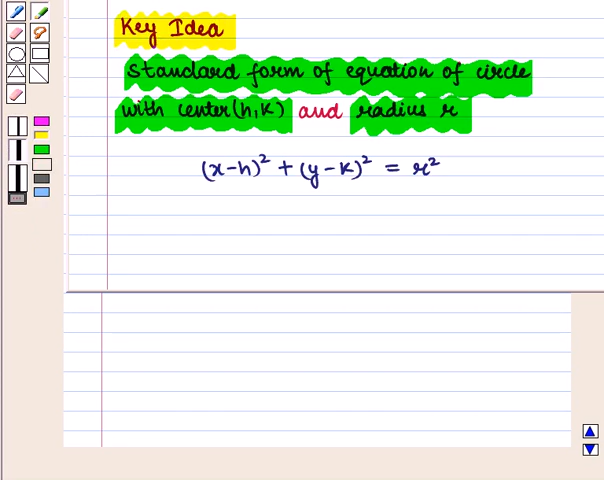 Key Idea
Standard form of equation of circle
with center(h,k) and radius r
(x-h)² + (y-k)² = r²